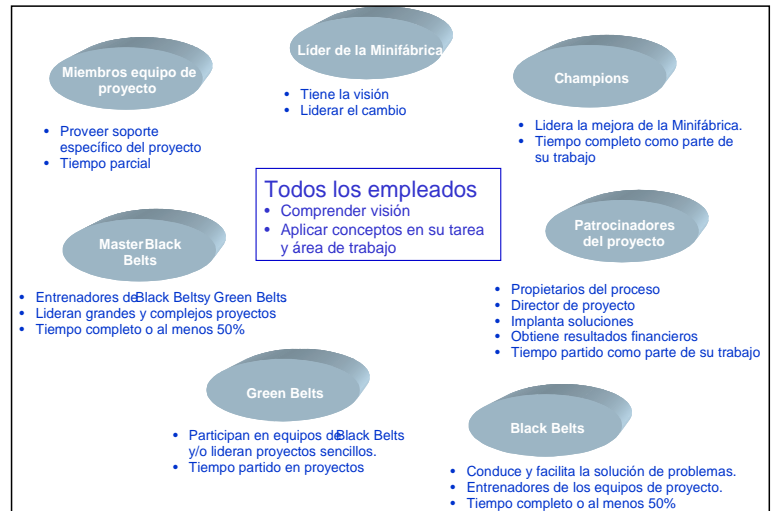 Líder de la Minifábrica
• Tiene la visión
• Liderar el cambio
Miembros equipo de
proyecto
• Proveer soporte
específico del proyecto
• Tiempo parcial
Champions
• Lidera la mejora de la Minifábrica.
• Tiempo completo como parte de
su trabajo
Todos los empleados
• Comprender visión
• Aplicar conceptos en su tarea
y área de trabajo
MasterBlack
Belts
• Entrenadores de Black Beltsy Green Belts
• Lideran grandes y complejos proyectos
• Tiempo completo o al menos 50%
Patrocinadores
del proyecto
• Propietarios del proceso
• Director de proyecto
• Implanta soluciones
• Obtiene resultados financieros
• Tiempo partido como parte de su trabajo
Green Belts
• Participan en equipos de Black Belts
y/o lideran proyectos sencillos.
• Tiempo partido en proyectos
Black Belts
• Conduce y facilita la solución de problemas.
• Entrenadores de los equipos de proyecto.
• Tiempo completo o al menos 50%